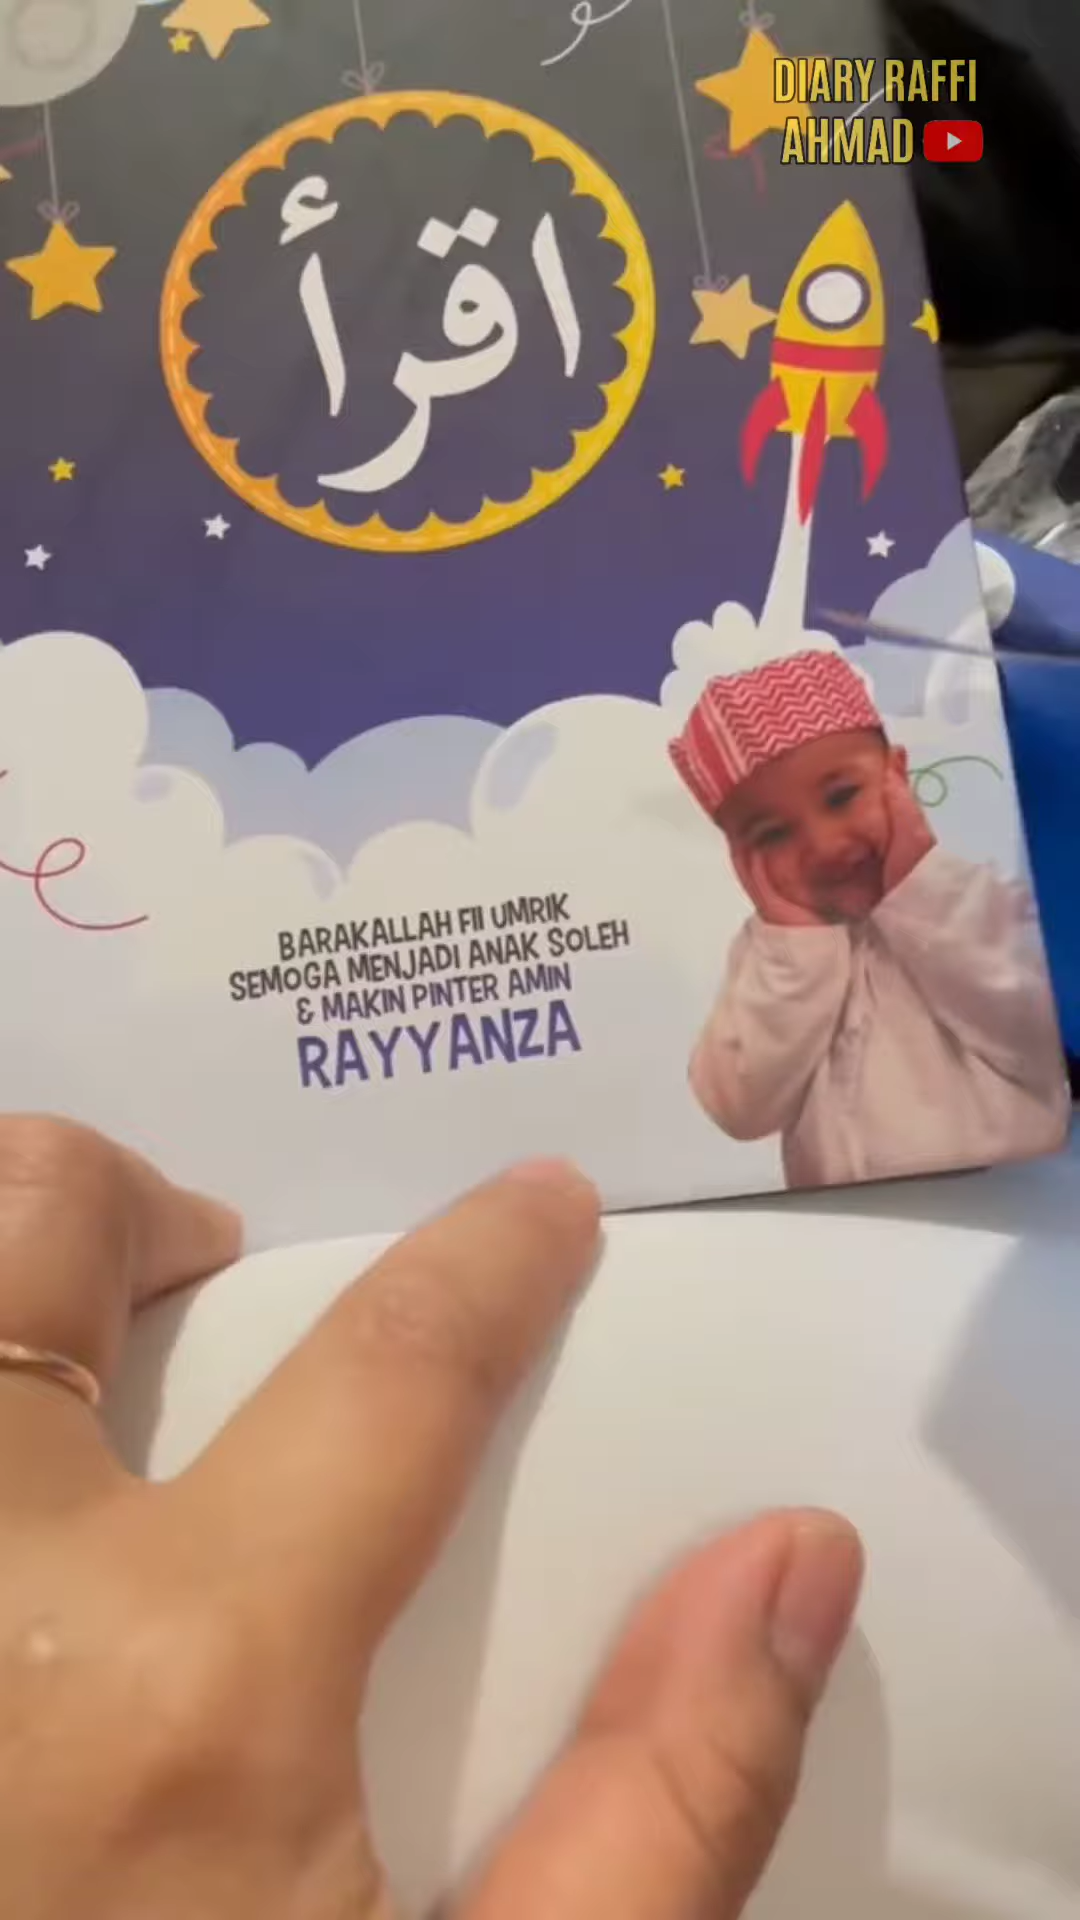 DIARY RAFFI
AHMAD
اقرأ
BARAKALLAH FII UMRIK
SEMOGA MENJADI ANAK SOLEH
& MAKIN PINTER AMIN
RAYYANZA